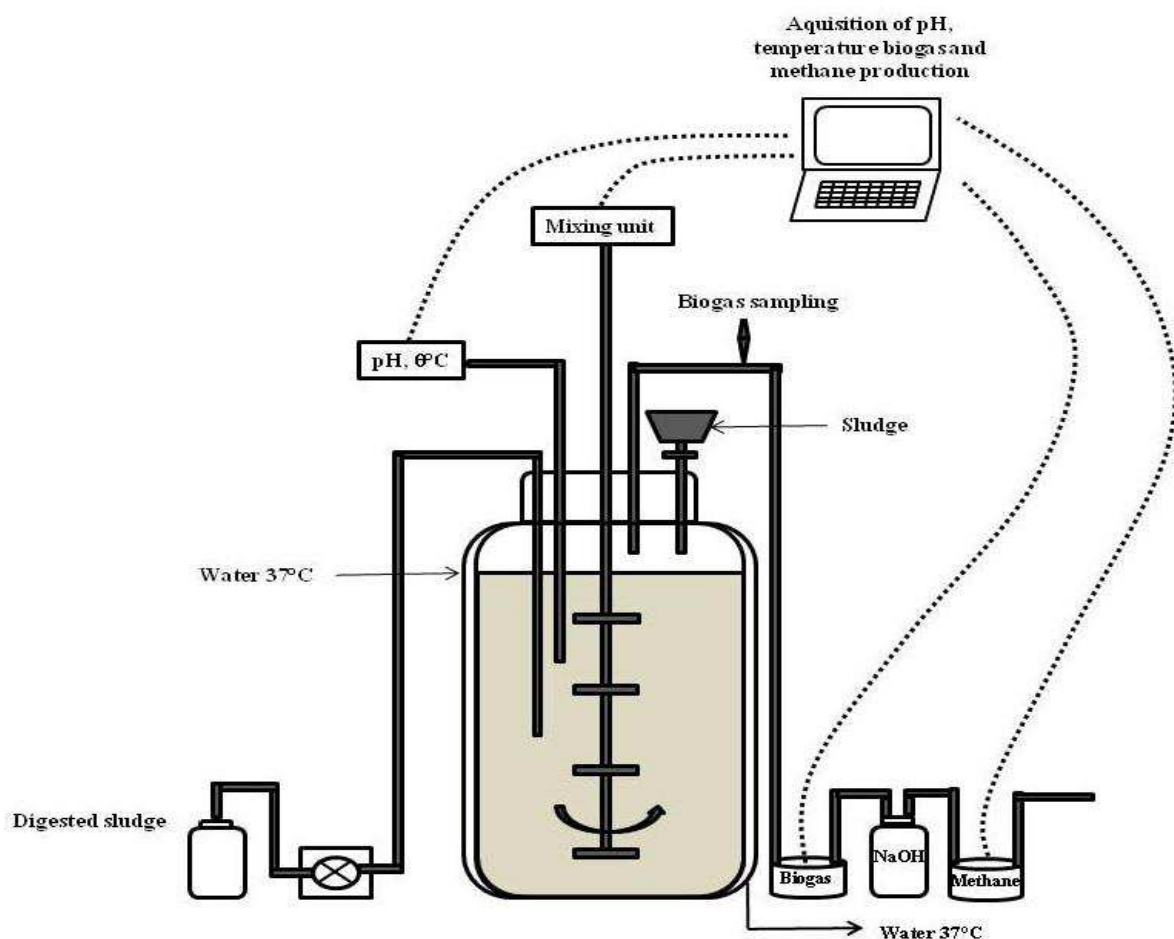 Aquisition of pH,
temperature biogas and
methane production
Mixing unit
Biogas sampling
pH, θ°C
Sludge
Water 37°C
Digested sludge
NaOH
Biogas
Methane
Water 37°C